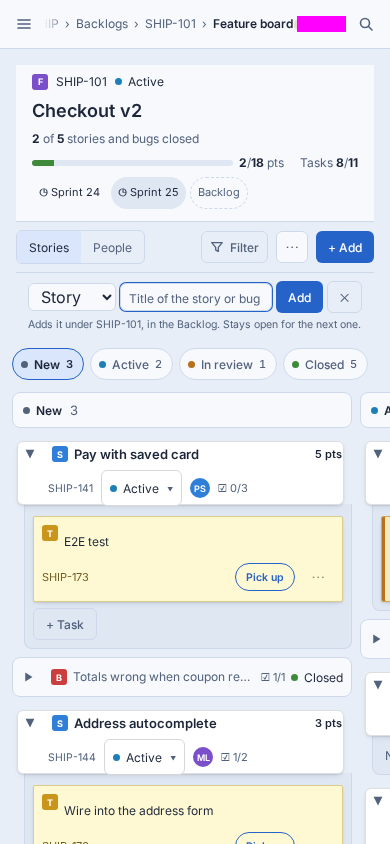 IP › Backlogs › SHIP-101 › Feature board
F SHIP-101 Active
Checkout v2
2 of 5 stories and bugs closed
2/18 pts Tasks 8/11
Sprint 24 Sprint 25 Backlog
Stories People Filter ... + Add
Story Title of the story or bug Add ×
Adds it under SHIP-101, in the Backlog. Stays open for the next one.
New 3 Active 2 In review 1 Closed 5
New 3
S Pay with saved card 5 pts
SHIP-141 Active PS 0/3
T E2E test
SHIP-173 Pick up ...
+ Task
B Totals wrong when coupon re... 1/1 Closed
S Address autocomplete 3 pts
SHIP-144 Active ML 1/2
T Wire into the address form